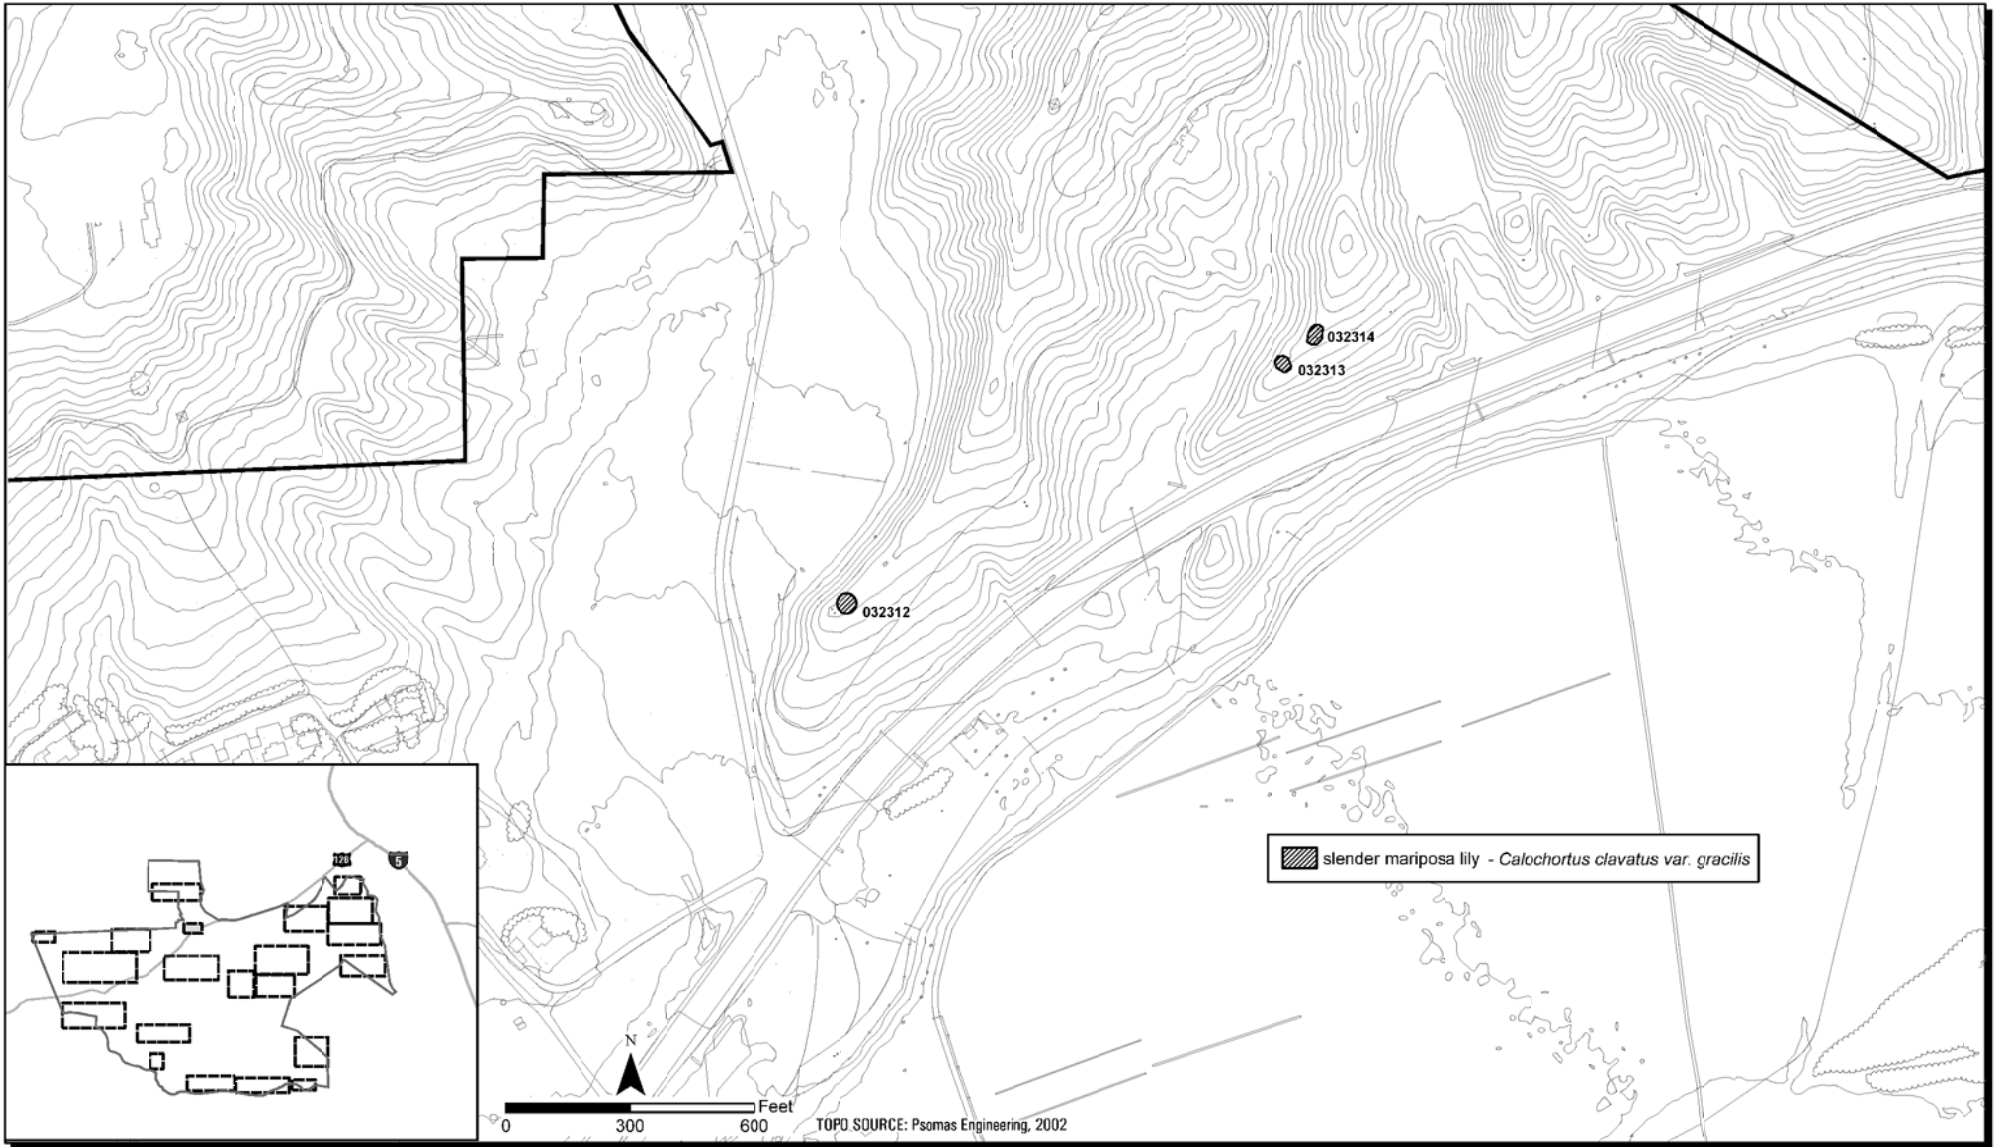 032314
032313
032312
slender mariposa lily - Calochortus clavatus var. gracilis
126
5
N
Feet
0 300 600
TOPO SOURCE: Psomas Engineering, 2002